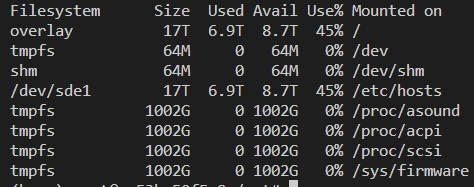 Filesystem Size Used Avail Use% Mounted on
overlay 17T 6.9T 8.7T 45% /
tmpfs 64M 0 64M 0% /dev
shm 64M 0 64M 0% /dev/shm
/dev/sde1 17T 6.9T 8.7T 45% /etc/hosts
tmpfs 1002G 0 1002G 0% /proc/asound
tmpfs 1002G 0 1002G 0% /proc/acpi
tmpfs 1002G 0 1002G 0% /proc/scsi
tmpfs 1002G 0 1002G 0% /sys/firmware